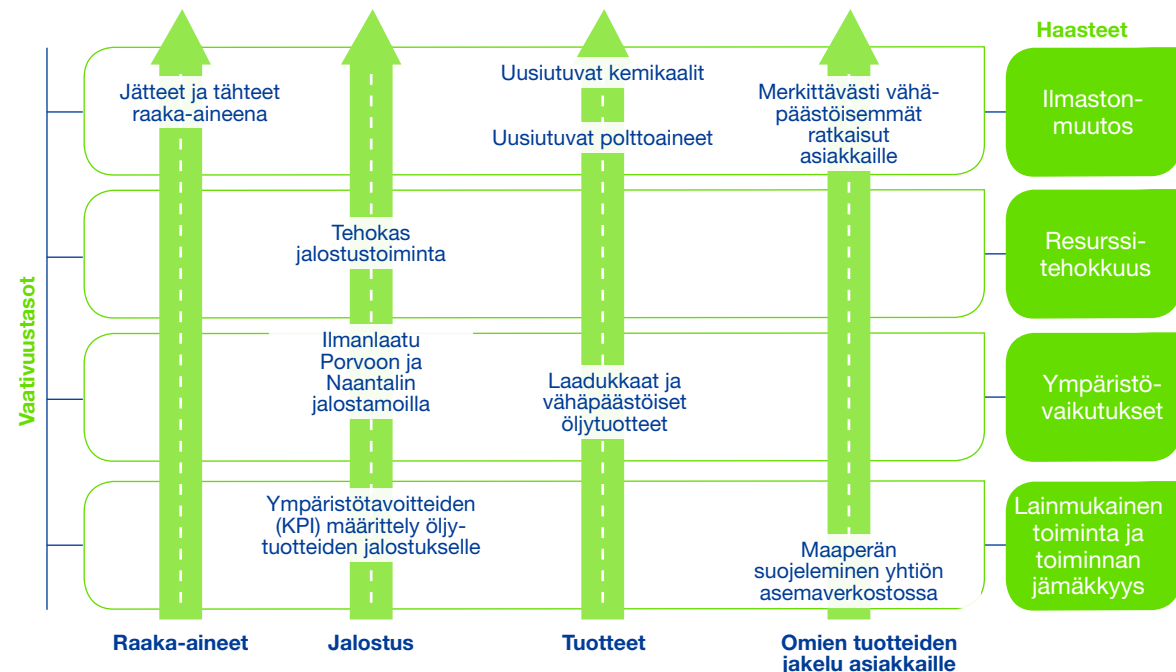 Haasteet
Vaativuustasot
Jätteet ja tähteet
raaka-aineena
Uusiutuvat kemikaalit
Uusiutuvat polttoaineet
Merkittävästi vähä-
päästöisemmät
ratkaisut
asiakkaille
Ilmaston-
muutos
Tehokas
jalostustoiminta
Resurssi-
tehokkuus
Ilmanlaatu
Porvoon ja
Naantalin
jalostamoilla
Laadukkaat ja
vähäpäästöiset
öljytuotteet
Ympäristö-
vaikutukset
Ympäristötavoitteiden
(KPI) määrittely öljy-
tuotteiden jalostukselle
Maaperän
suojeleminen yhtiön
asemaverkostossa
Lainmukainen
toiminta ja
toiminnan
jämäkkyys
Raaka-aineet
Jalostus
Tuotteet
Omien tuotteiden
jakelu asiakkaille